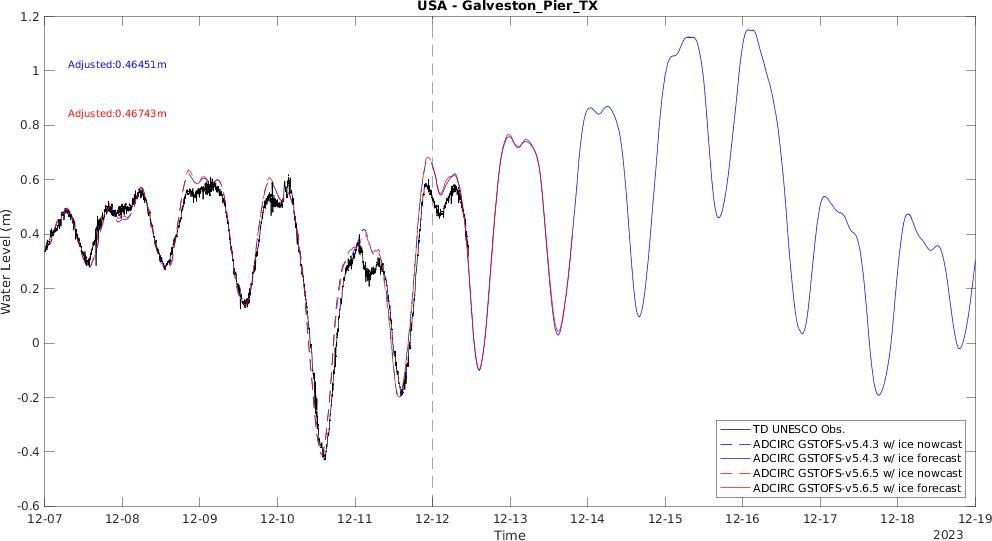 USA - Galveston_Pier_TX
Adjusted:0.46451m
Adjusted:0.46743m
Water Level (m)
1.2
1
0.8
0.6
0.4
0.2
0
-0.2
-0.4
-0.6
TD UNESCO Obs.
ADCIRC GSTOFS-v5.4.3 w/ ice nowcast
ADCIRC GSTOFS-v5.4.3 w/ ice forecast
ADCIRC GSTOFS-v5.6.5 w/ ice nowcast
ADCIRC GSTOFS-v5.6.5 w/ ice forecast
12-07 12-08 12-09 12-10 12-11 12-12 12-13 12-14 12-15 12-16 12-17 12-18 12-19
Time
2023